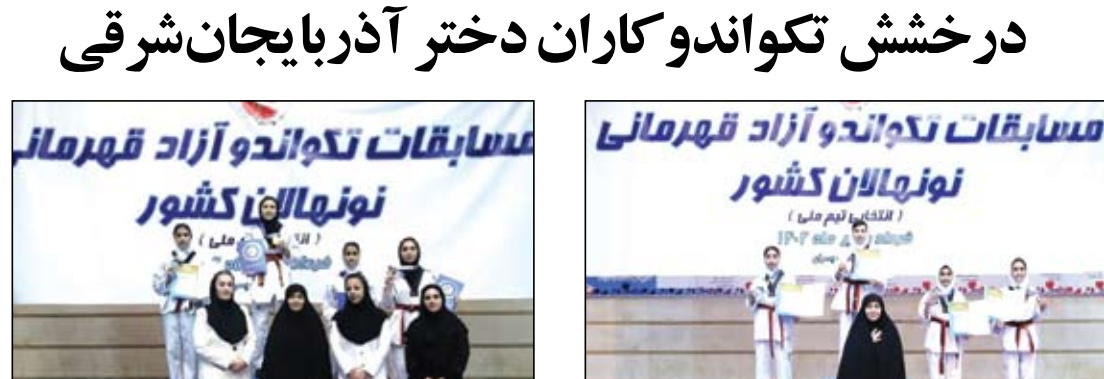 درخشش تکواندوکاران دختر آذربایجان‌شرقی
مسابقات تکواندو آزاد قهرمانی
نونهالان کشور
( انتخابی تیم ملی )
مسابقات تکواندو آزاد قهرمانی
نونهالان کشور
ملی )